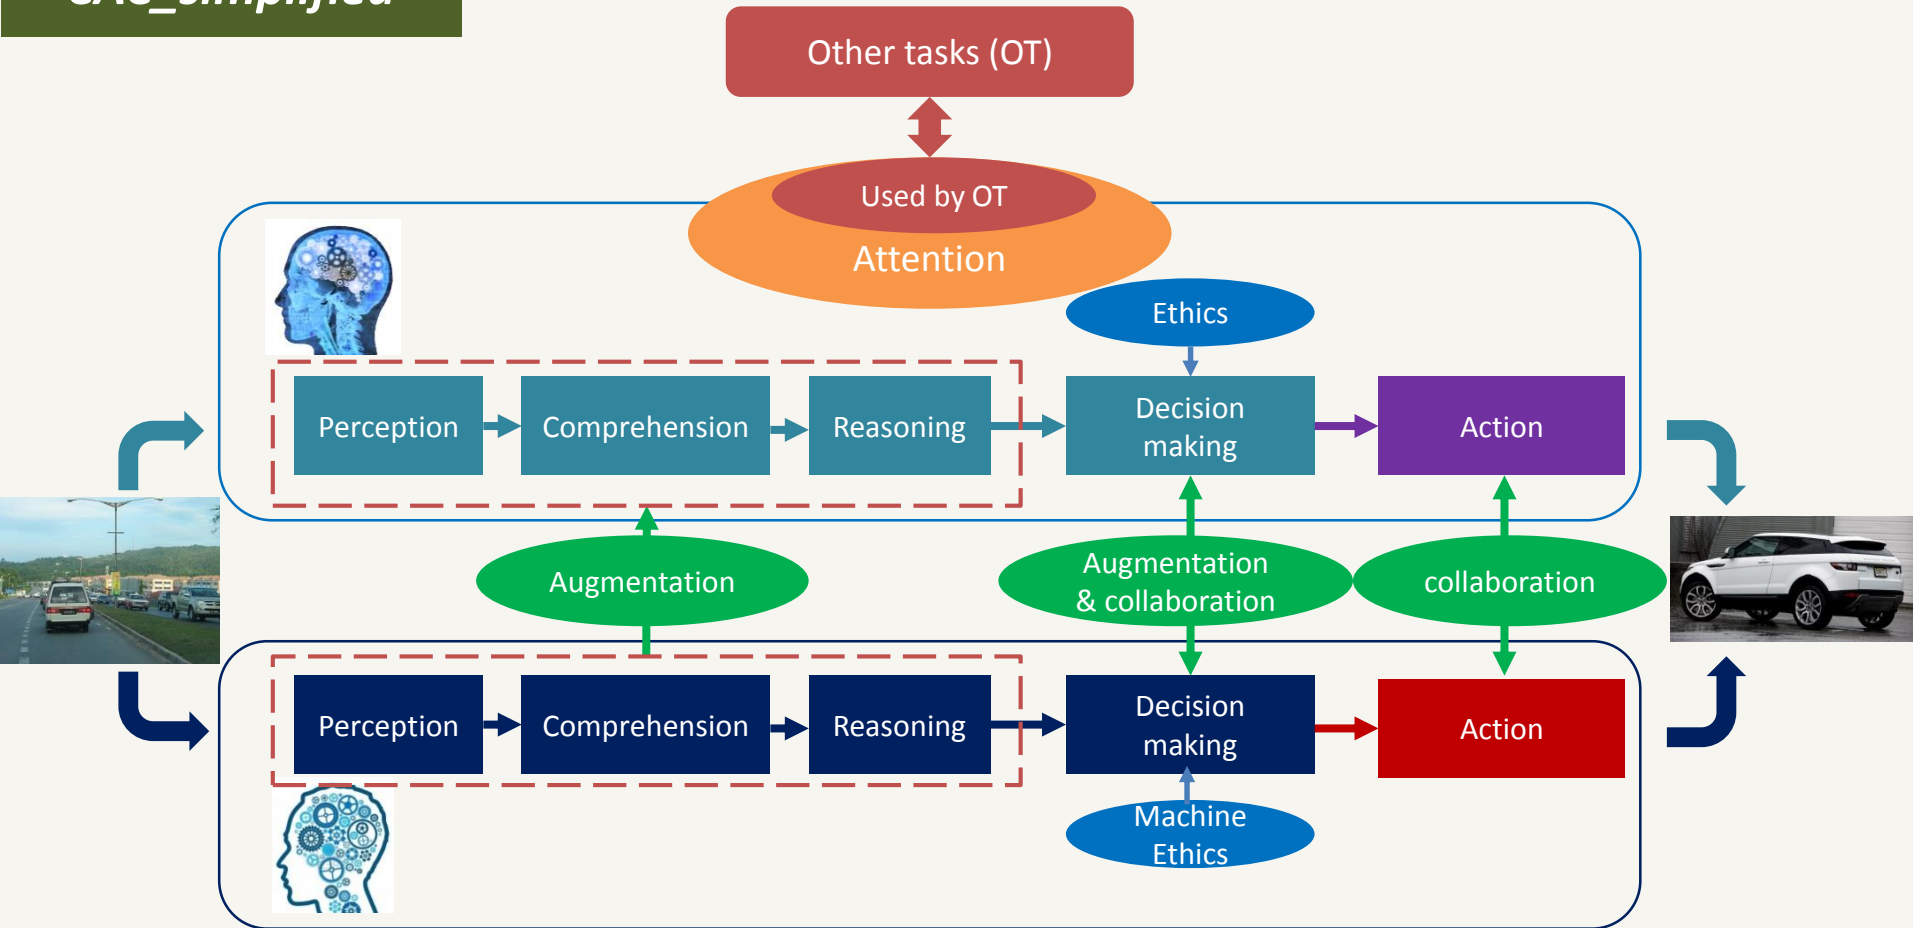 Other tasks (OT)
Used by OT
Attention
Ethics
Perception
Comprehension
Reasoning
Decision
making
Action
Augmentation
Augmentation
& collaboration
collaboration
Perception
Comprehension
Reasoning
Decision
making
Action
Machine
Ethics